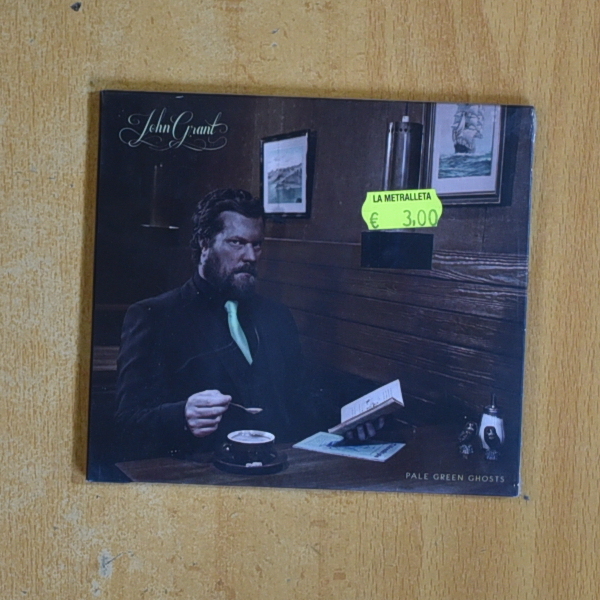 John Grant
LA METRALLETA
€ 3,00
PALE GREEN GHOSTS